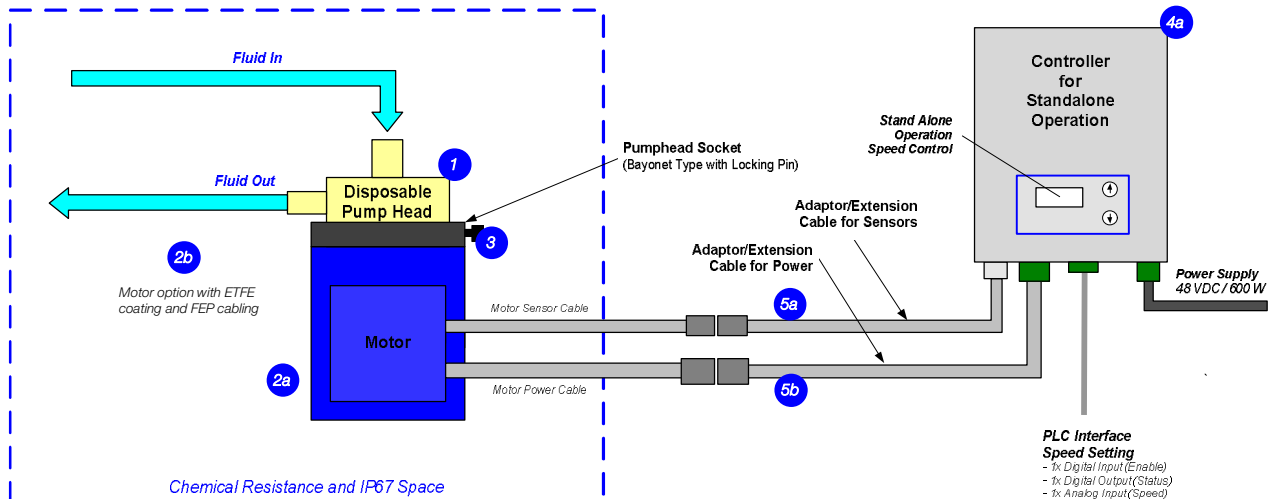 Fluid In
Fluid Out
1
Disposable
Pump Head
Pumphead Socket
(Bayonet Type with Locking Pin)
3
2b
Motor option with ETFE
coating and FEP cabling
2a
Motor
Motor Sensor Cable
Motor Power Cable
Chemical Resistance and IP67 Space
Adaptor/Extension
Cable for Sensors
Adaptor/Extension
Cable for Power
5a
5b
4a
Controller
for
Standalone
Operation
Stand Alone
Operation
Speed Control
Power Supply
48 VDC / 600 W
PLC Interface
Speed Setting
- 1x Digital Input (Enable)
- 1x Digital Output (Status)
- 1x Analog Input (Speed)